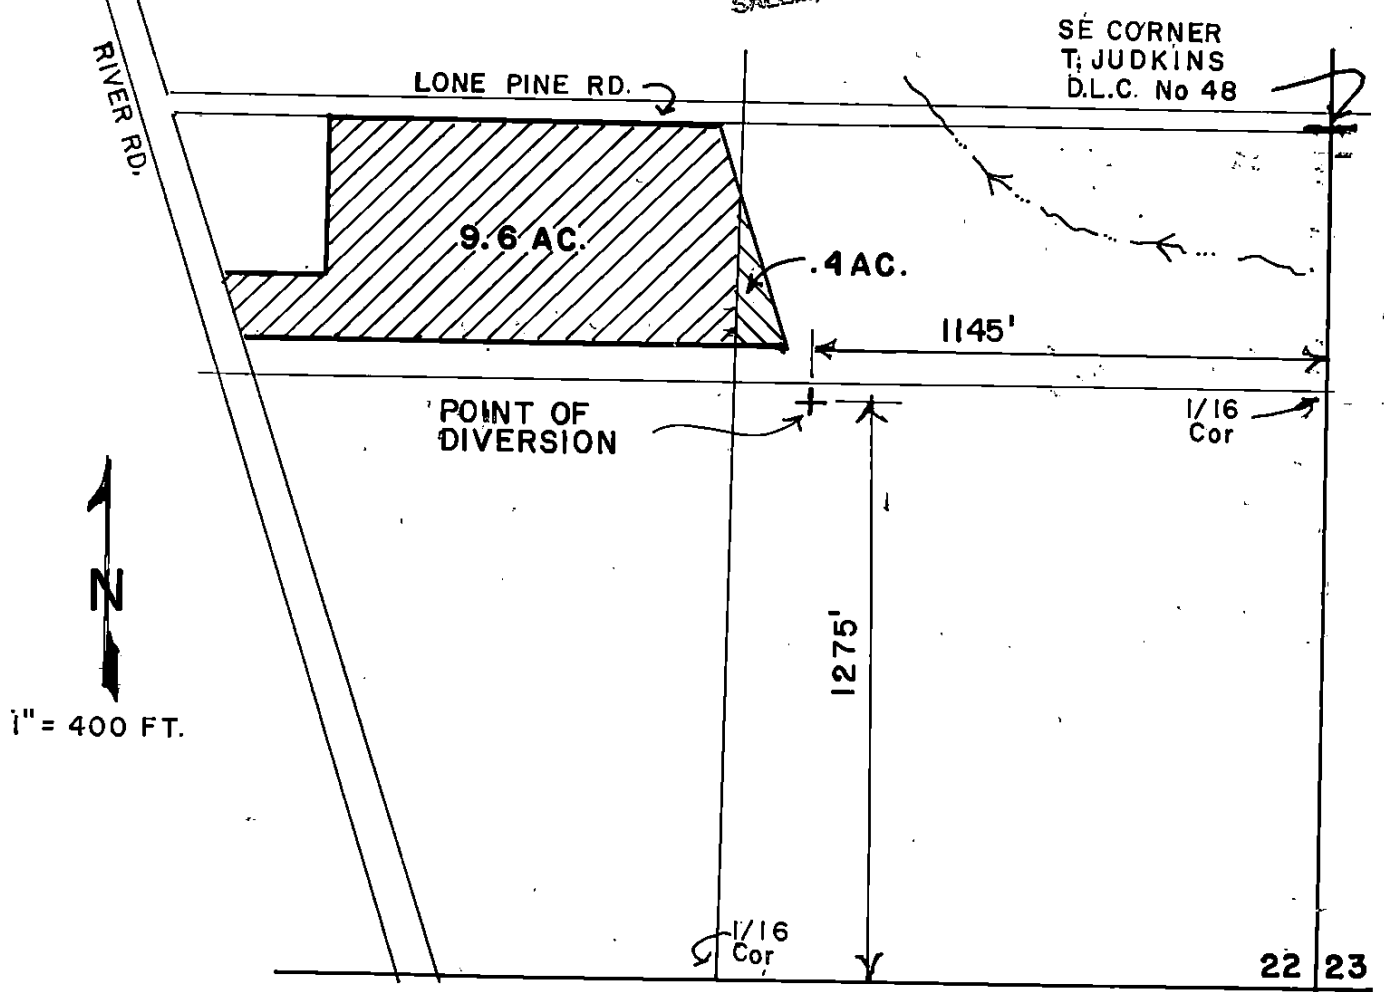 SE CORNER
T. JUDKINS
D.L.C. No 48
LONE PINE RD.
RIVER RD.
9.6 AC.
.4 AC.
1145'
POINT OF
DIVERSION
1/16
Cor
N
1275'
1" = 400 FT.
1/16
Cor
22 23